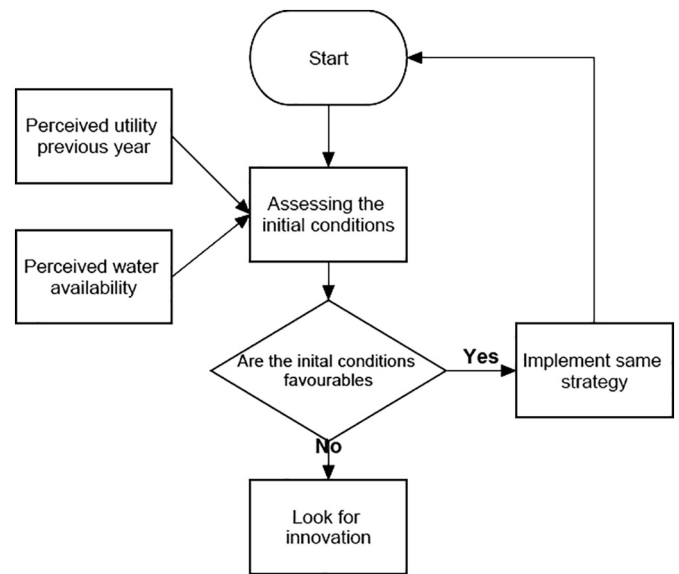 Start
Perceived utility
previous year
Assessing the
initial conditions
Perceived water
availability
Are the inital conditions
favourables
Yes
Implement same
strategy
No
Look for
innovation